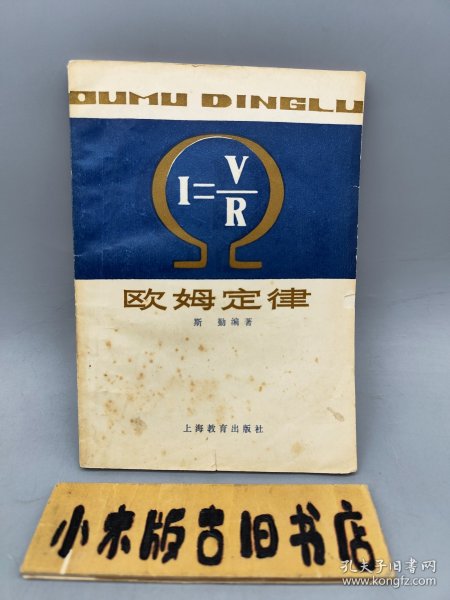 OUMU DINGLU
I=V/R
欧姆定律
斯 勤编著
上海教育出版社
小宋版古旧书店
孔夫子旧书网
www.kongfz.com